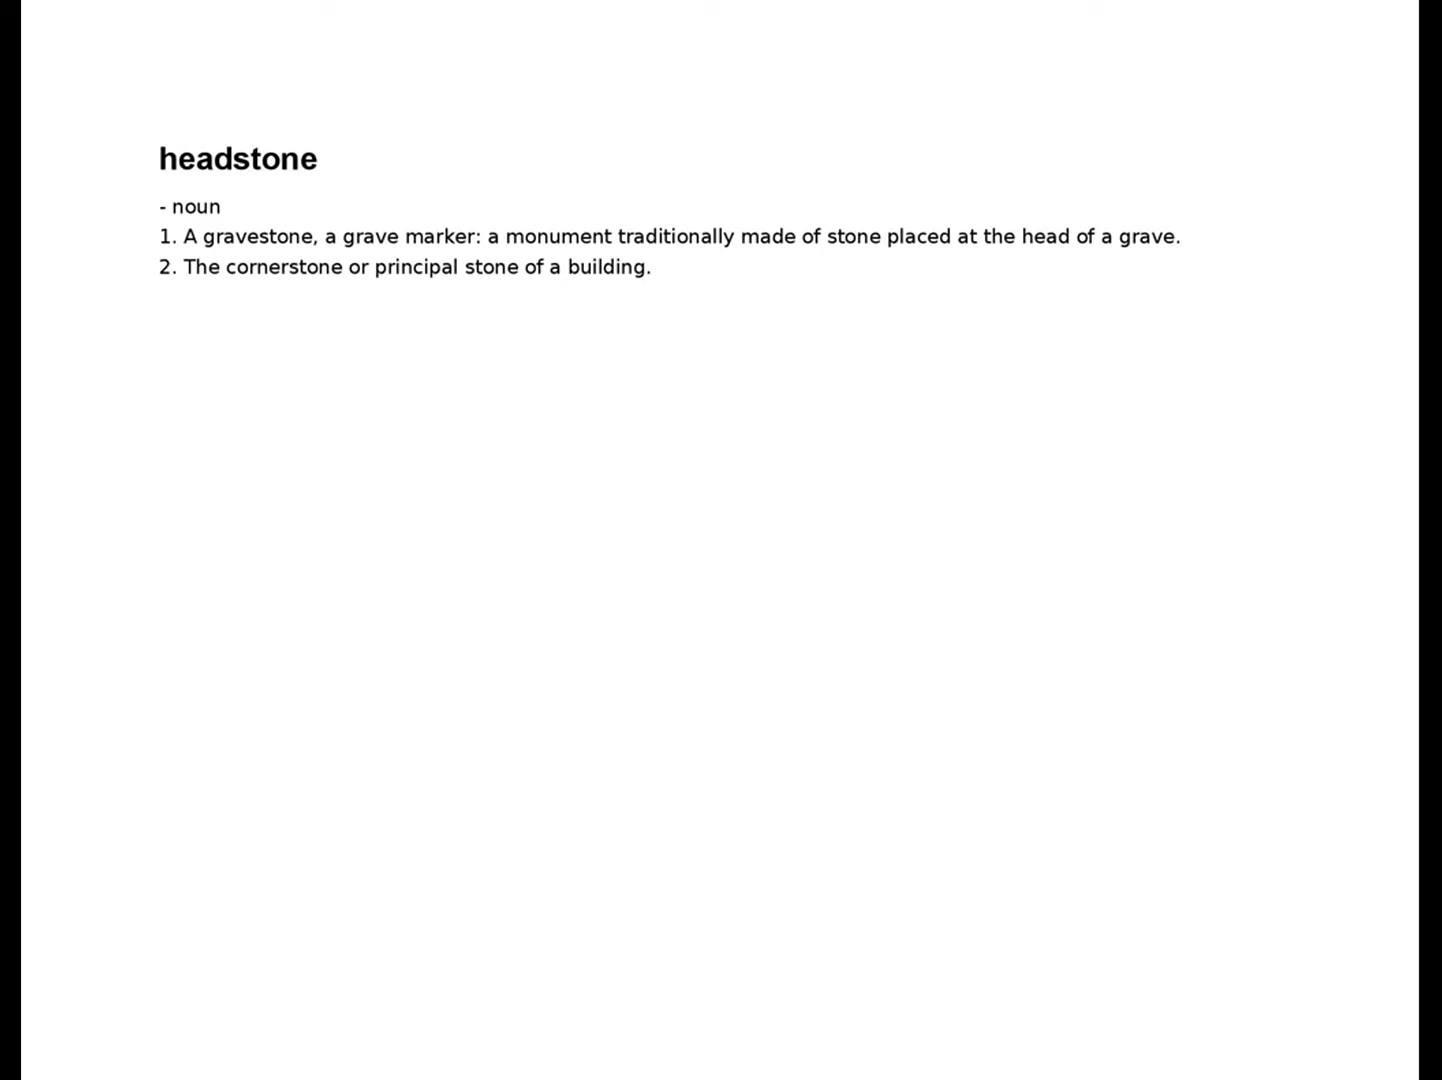 headstone
- noun
1. A gravestone, a grave marker: a monument traditionally made of stone placed at the head of a grave.
2. The cornerstone or principal stone of a building.